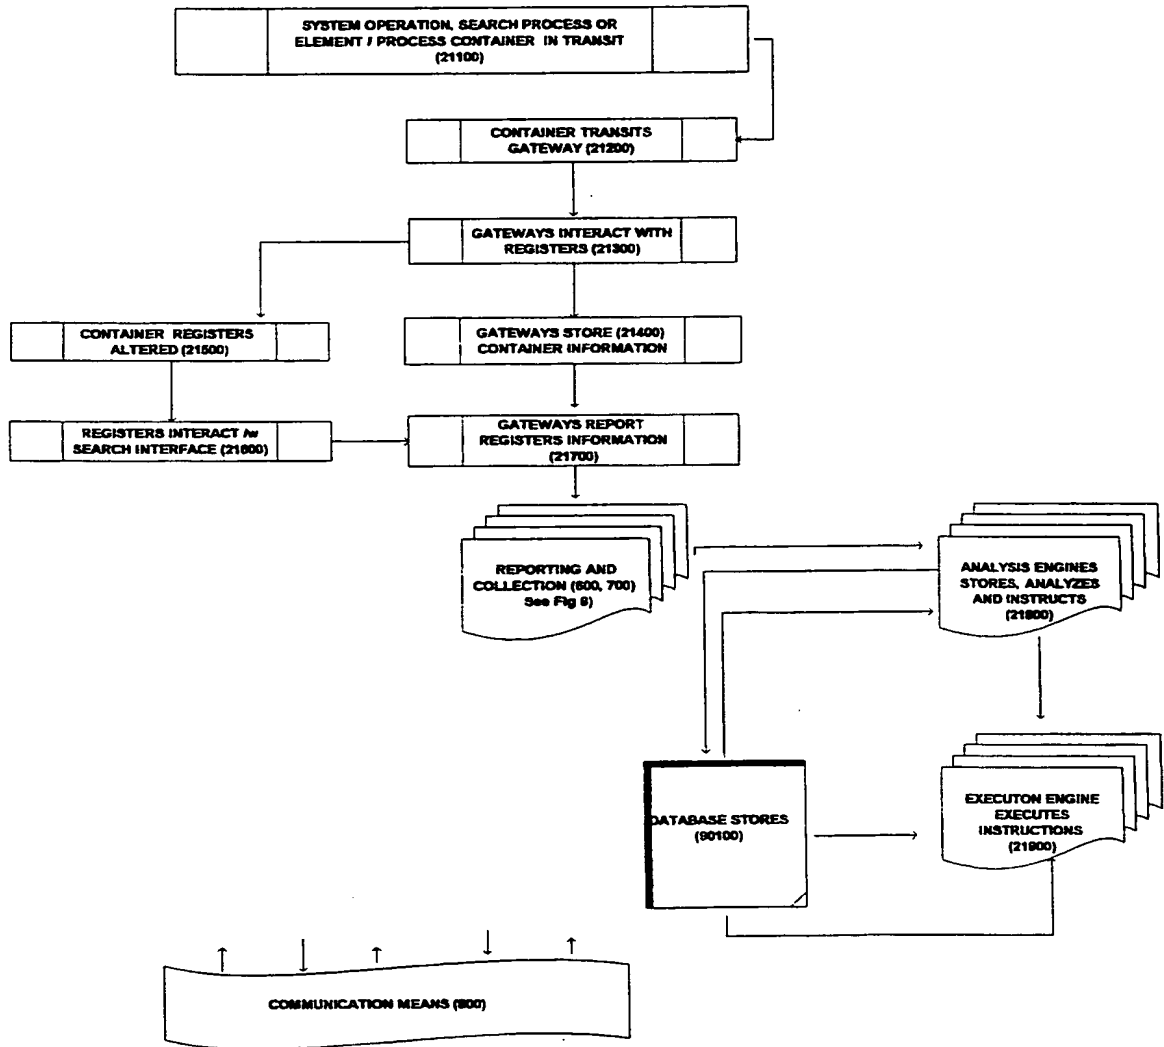 SYSTEM OPERATION, SEARCH PROCESS OR
ELEMENT / PROCESS CONTAINER IN TRANSIT
(21100)
CONTAINER TRANSITS
GATEWAY (21200)
GATEWAYS INTERACT WITH
REGISTERS (21300)
CONTAINER REGISTERS
ALTERED (21500)
GATEWAYS STORE (21400)
CONTAINER INFORMATION
REGISTERS INTERACT /w
SEARCH INTERFACE (21600)
GATEWAYS REPORT
REGISTERS INFORMATION
(21700)
REPORTING AND
COLLECTION (600, 700)
See Fig 9)
ANALYSIS ENGINES
STORES, ANALYZES
AND INSTRUCTS
(21800)
DATABASE STORES
(90100)
EXECUTON ENGINE
EXECUTES
INSTRUCTIONS
(21900)
COMMUNICATION MEANS (800)